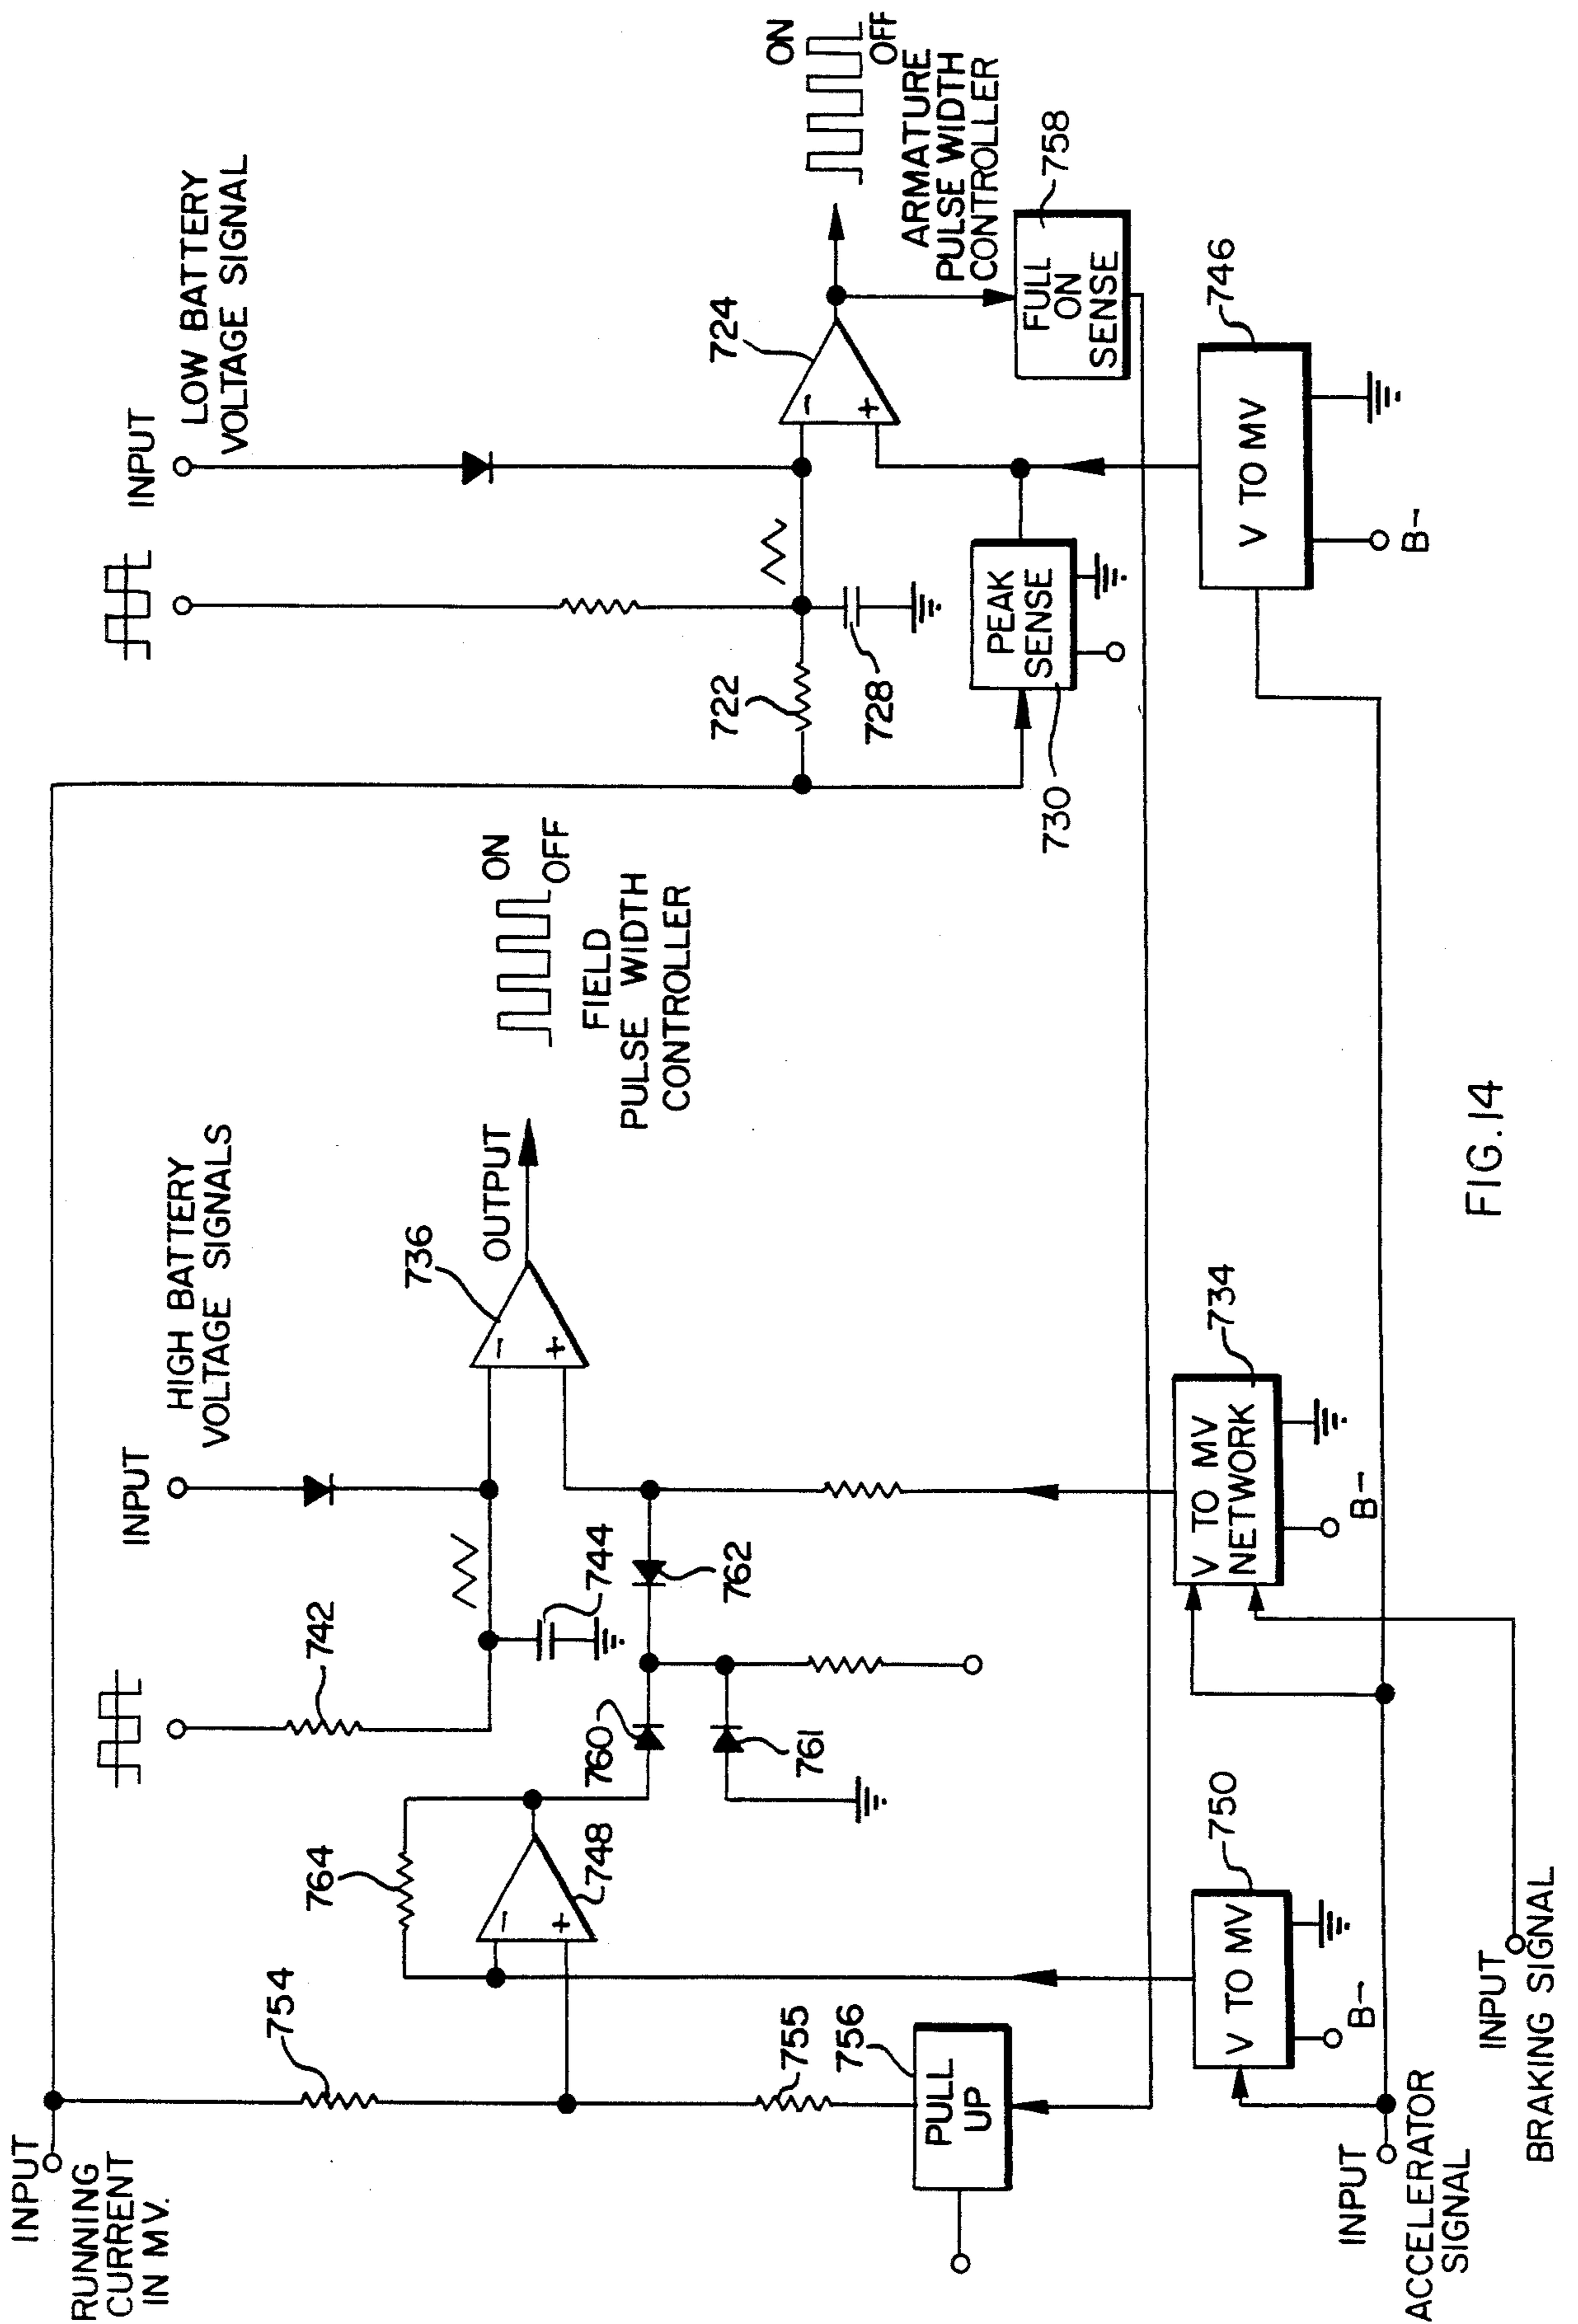 INPUT
RUNNING
CURRENT
IN MV.
754
764
748
755
756
PULL
UP
INPUT
HIGH BATTERY
VOLTAGE SIGNALS
742
744
736
OUTPUT
ON
OFF
FIELD
PULSE WIDTH
CONTROLLER
760
761
762
-
+
-
+
INPUT
LOW BATTERY
VOLTAGE SIGNAL
722
728
724
-
+
ON
OFF
ARMATURE
PULSE WIDTH
CONTROLLER
PEAK
SENSE
730
FULL
ON
SENSE
758
V TO MV
746
B-
V TO MV
NETWORK
734
B-
V TO MV
750
B-
INPUT
ACCELERATOR
SIGNAL
INPUT
BRAKING SIGNAL
FIG.14